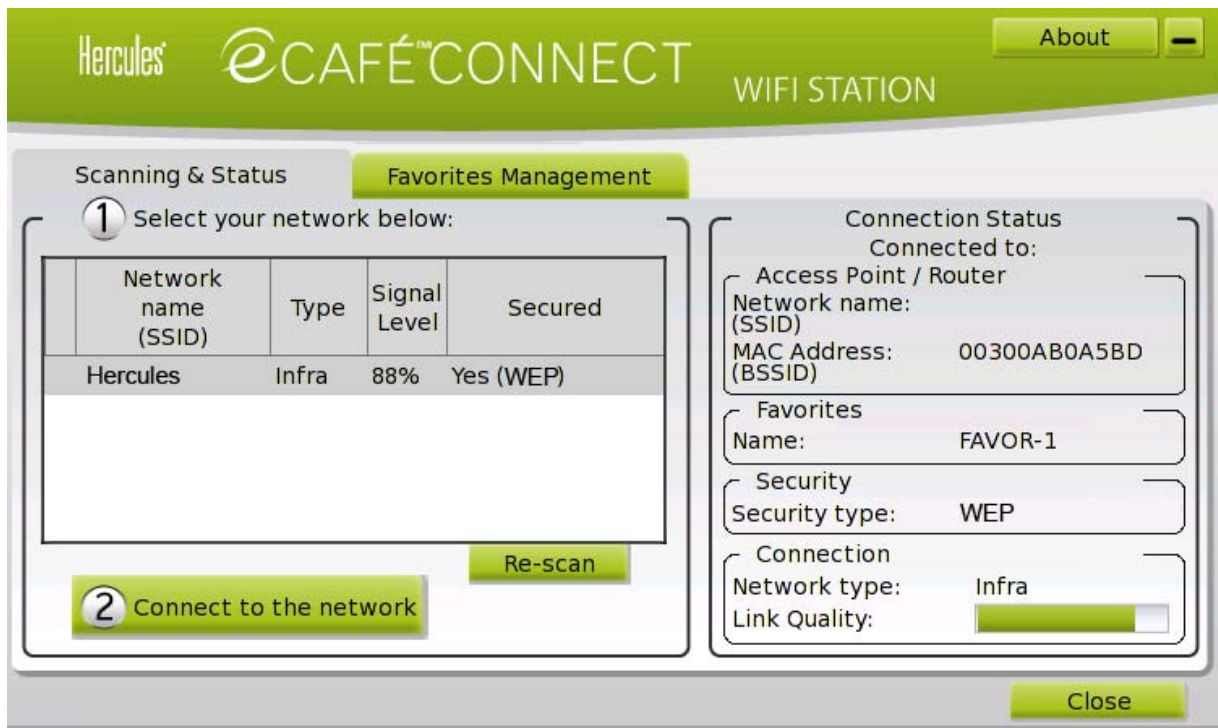 Hercules eCAFÉ™CONNECT WIFI STATION
About
Scanning & Status
Favorites Management
1 Select your network below:
Network name (SSID) Type Signal Level Secured
Hercules Infra 88% Yes (WEP)
Re-scan
2 Connect to the network
Connection Status
Connected to:
Access Point / Router
Network name:
(SSID)
MAC Address: 00300AB0A5BD
(BSSID)
Favorites
Name: FAVOR-1
Security
Security type: WEP
Connection
Network type: Infra
Link Quality:
Close